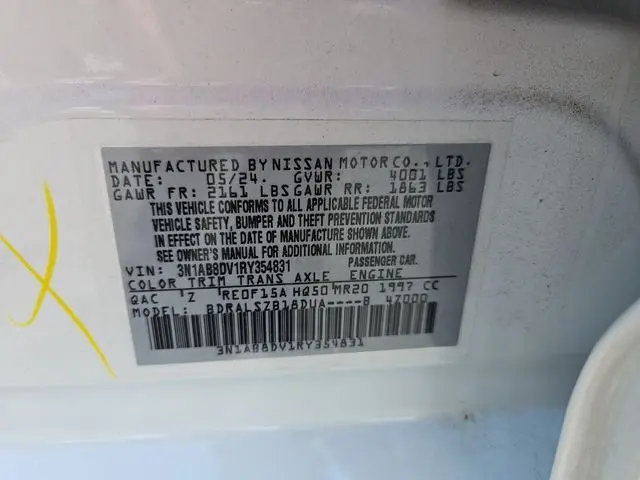 MANUFACTURED BY NISSAN MOTOR CO., LTD.
DATE: 05/24. GVWR: 4001 LBS
GAWR FR: 2161 LBS GAWR RR: 1863 LBS
THIS VEHICLE CONFORMS TO ALL APPLICABLE FEDERAL MOTOR
VEHICLE SAFETY, BUMPER AND THEFT PREVENTION STANDARDS
IN EFFECT ON THE DATE OF MANUFACTURE SHOWN ABOVE.
SEE OWNER'S MANUAL FOR ADDITIONAL INFORMATION.
VIN: 3N1AB8DV1RY354831 PASSENGER CAR.
COLOR TRIM TRANS AXLE ENGINE
QAC Z RE0F15A HQ50 MR20 1997 CC
MODEL: BDRALSZB18DUA----B 4Z000
3N1AB8DV1RY354831